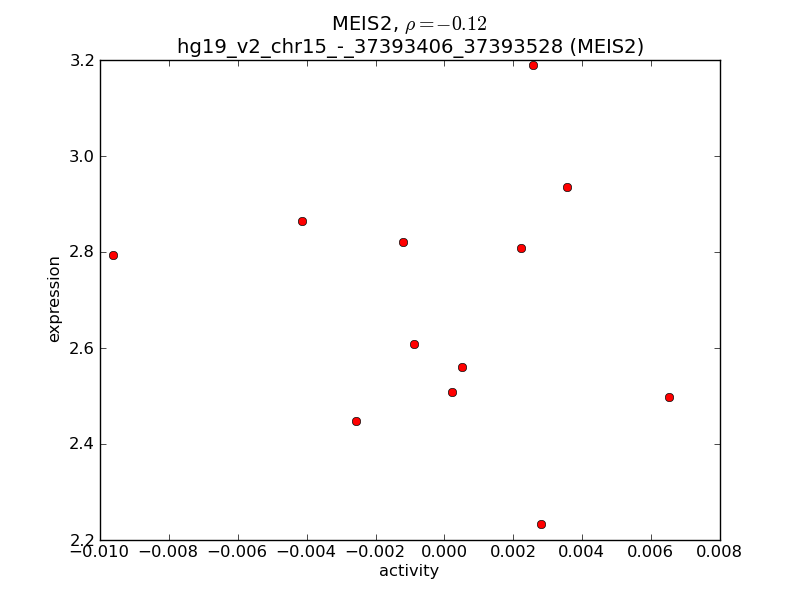 MEIS2, ρ=−0.12
hg19_v2_chr15_-_37393406_37393528 (MEIS2)
3.2
3.0
2.8
2.6
2.4
2.2
expression
−0.010 −0.008 −0.006 −0.004 −0.002 0.000 0.002 0.004 0.006 0.008
activity